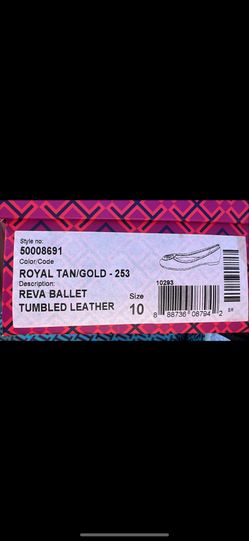 Style no:
50008691
Color/Code
ROYAL TAN/GOLD - 253
Description:
REVA BALLET
TUMBLED LEATHER
Size
10
10293
8 88736 08794 2